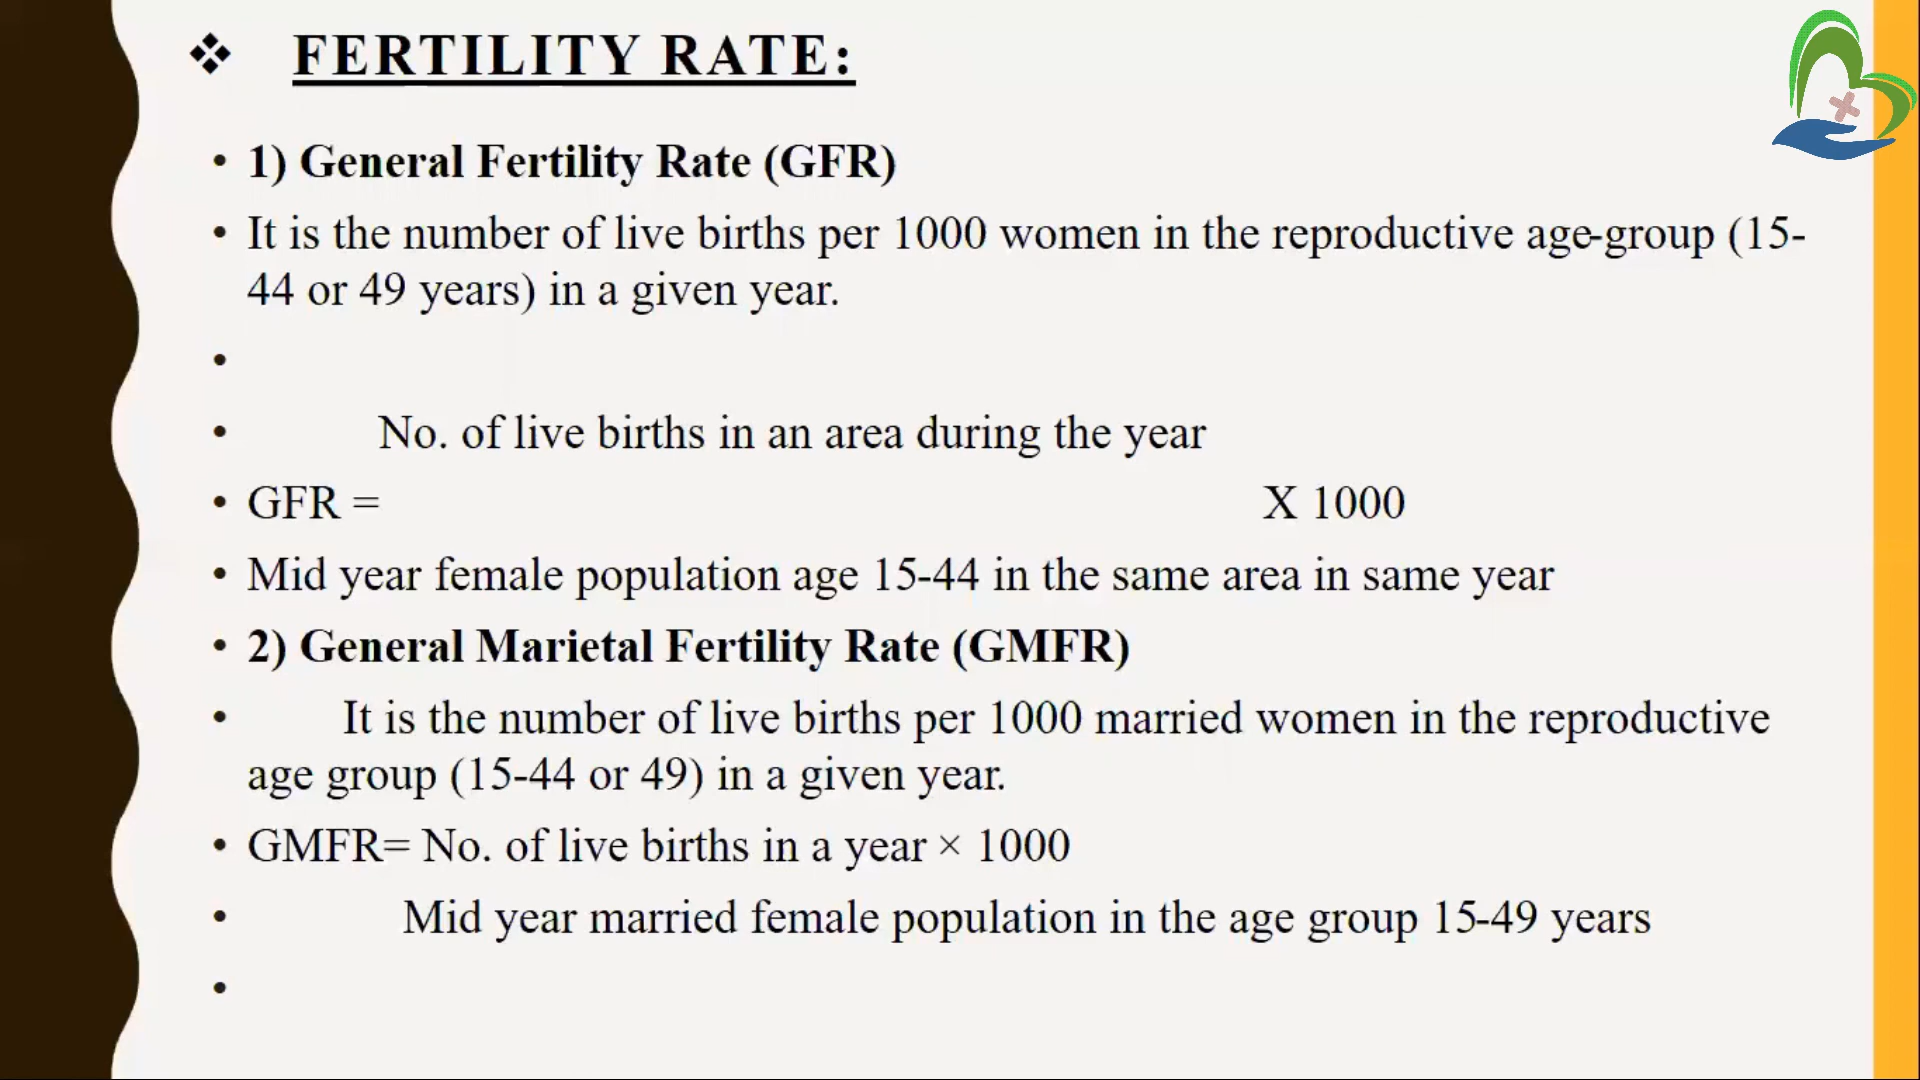 ❖ FERTILITY RATE:
• 1) General Fertility Rate (GFR)
• It is the number of live births per 1000 women in the reproductive age-group (15-
44 or 49 years) in a given year.
•
• No. of live births in an area during the year
• GFR = X 1000
• Mid year female population age 15-44 in the same area in same year
• 2) General Marietal Fertility Rate (GMFR)
• It is the number of live births per 1000 married women in the reproductive
age group (15-44 or 49) in a given year.
• GMFR= No. of live births in a year × 1000
• Mid year married female population in the age group 15-49 years
•